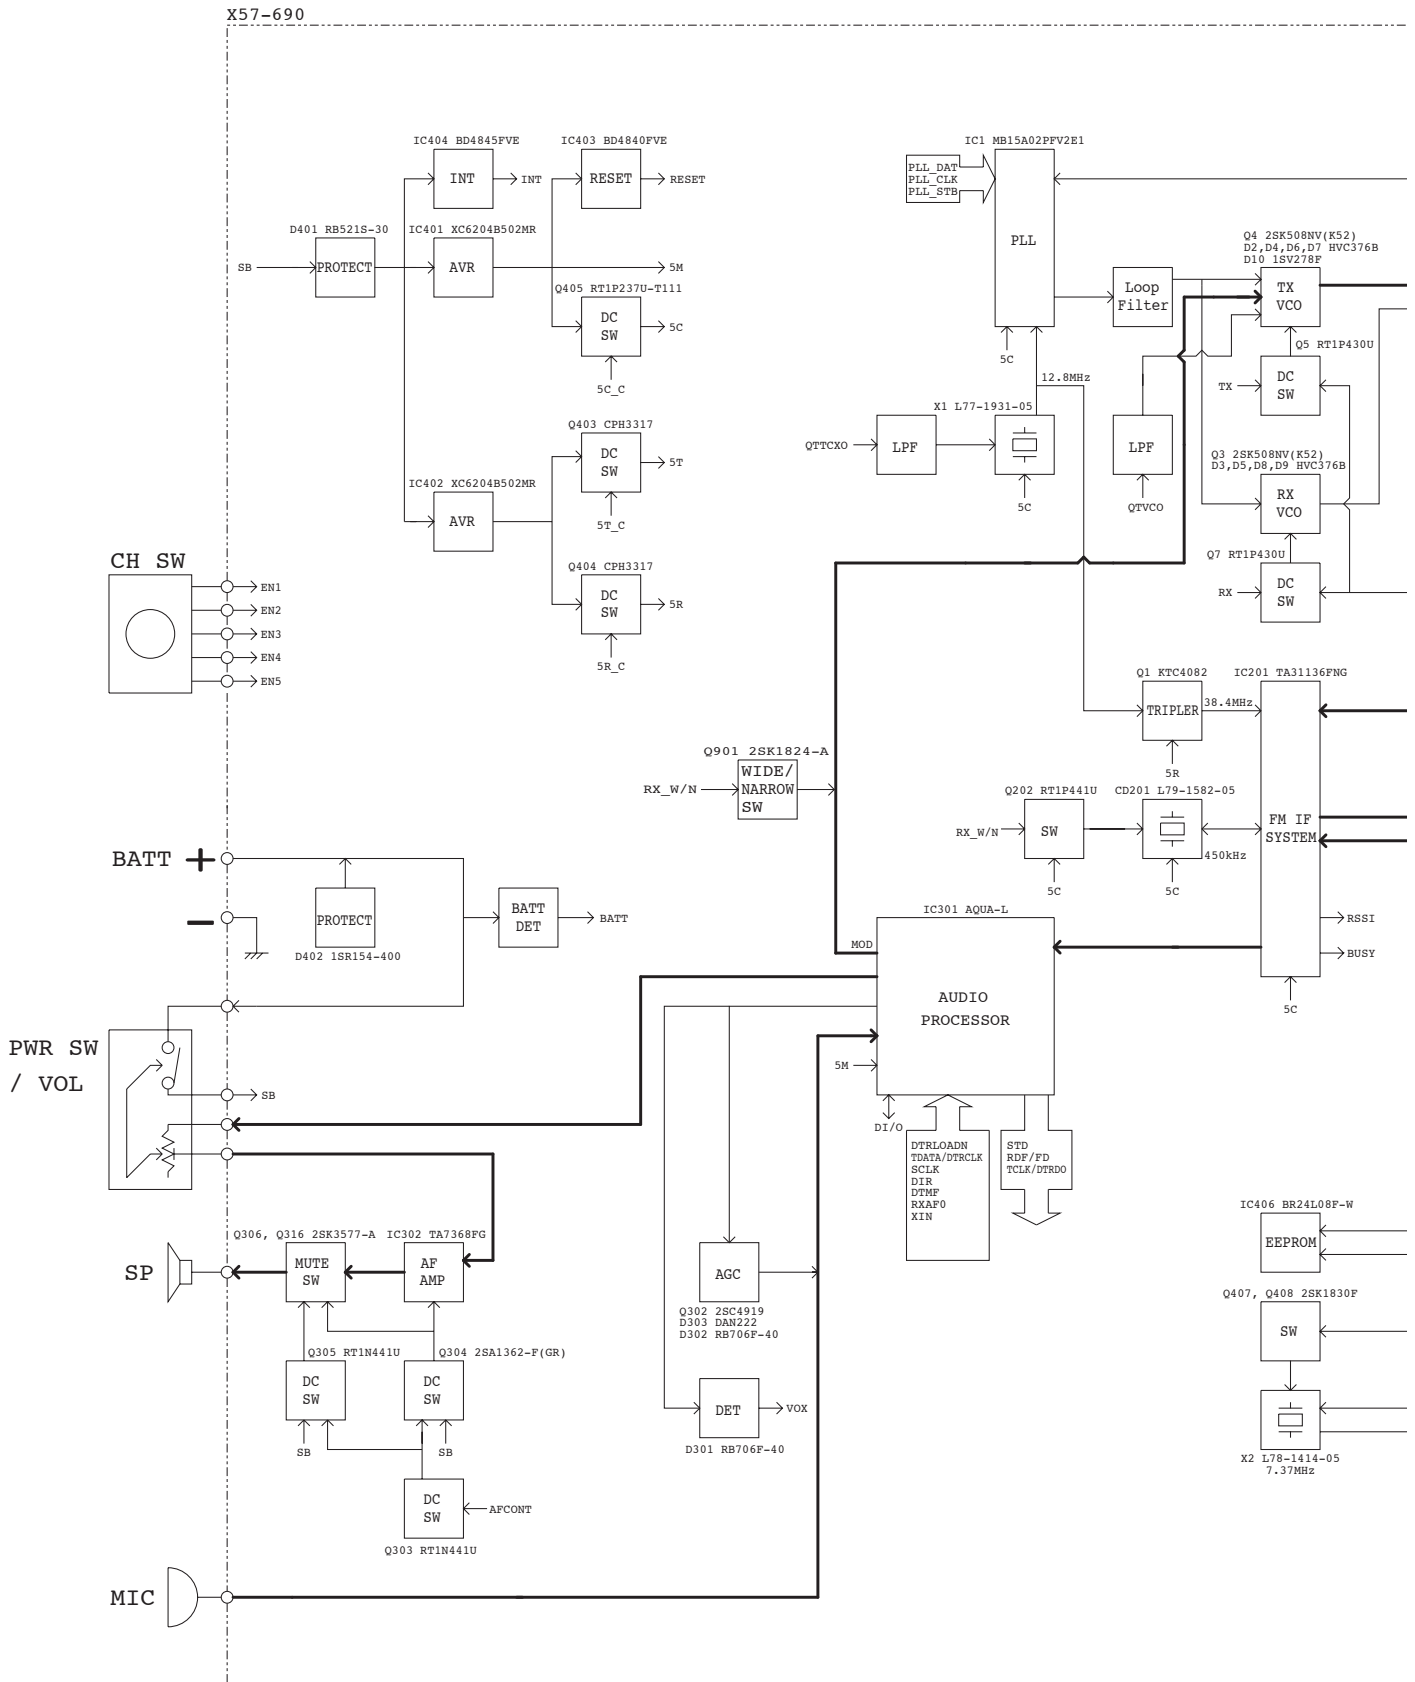 X57-690
IC404 BD4845FVE
INT
INT
IC403 BD4840FVE
RESET
RESET
D401 RB521S-30
SB
PROTECT
IC401 XC6204B502MR
AVR
5M
Q405 RT1P237U-T111
DC
SW
5C
5C_C
Q403 CPH3317
DC
SW
5T
5T_C
IC402 XC6204B502MR
AVR
Q404 CPH3317
DC
SW
5R
5R_C
IC1 MB15A02PFV2E1
PLL_DAT
PLL_CLK
PLL_STB
PLL
5C
Loop
Filter
Q4 2SK508NV(K52)
D2,D4,D6,D7 HVC376B
D10 1SV278F
TX
VCO
Q5 RT1P430U
TX
DC
SW
12.8MHz
X1 L77-1931-05
QTTCXO
LPF
5C
LPF
QTVCO
Q3 2SK508NV(K52)
D3,D5,D8,D9 HVC376B
RX
VCO
Q7 RT1P430U
RX
DC
SW
CH SW
EN1
EN2
EN3
EN4
EN5
Q1 KTC4082
TRIPLER
38.4MHz
5R
IC201 TA31136FNG
FM IF
SYSTEM
RSSI
BUSY
5C
Q901 2SK1824-A
RX_W/N
WIDE/
NARROW
SW
Q202 RT1P441U
RX_W/N
SW
5C
CD201 L79-1582-05
450kHz
5C
BATT +
−
PROTECT
D402 1SR154-400
BATT
DET
BATT
IC301 AQUA-L
MOD
AUDIO
PROCESSOR
5M
DI/O
DTRLOADN
TDATA/DTRCLK
SCLK
DIR
DTMF
RXAFO
XIN
STD
RDF/FD
TCLK/DTRDO
PWR SW
/ VOL
SB
Q306, Q316 2SK3577-A
MUTE
SW
IC302 TA7368FG
AF
AMP
SP
Q305 RT1N441U
DC
SW
SB
Q304 2SA1362-F(GR)
DC
SW
SB
DC
SW
AFCONT
Q303 RT1N441U
AGC
Q302 2SC4919
D303 DAN222
D302 RB706F-40
DET
VOX
D301 RB706F-40
IC406 BR24L08F-W
EEPROM
Q407, Q408 2SK1830F
SW
X2 L78-1414-05
7.37MHz
MIC